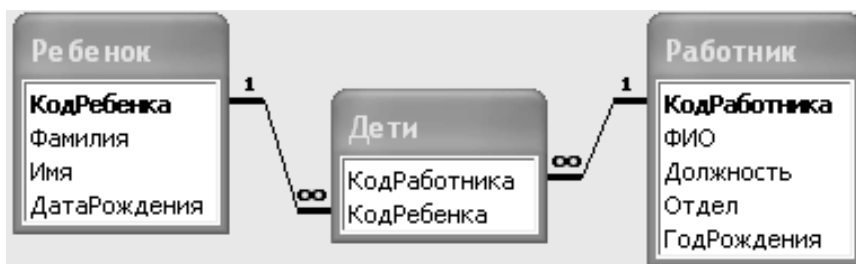 Ребенок
КодРебенка
Фамилия
Имя
ДатаРождения
1
∞
Дети
КодРаботника
КодРебенка
∞
1
Работник
КодРаботника
ФИО
Должность
Отдел
ГодРождения